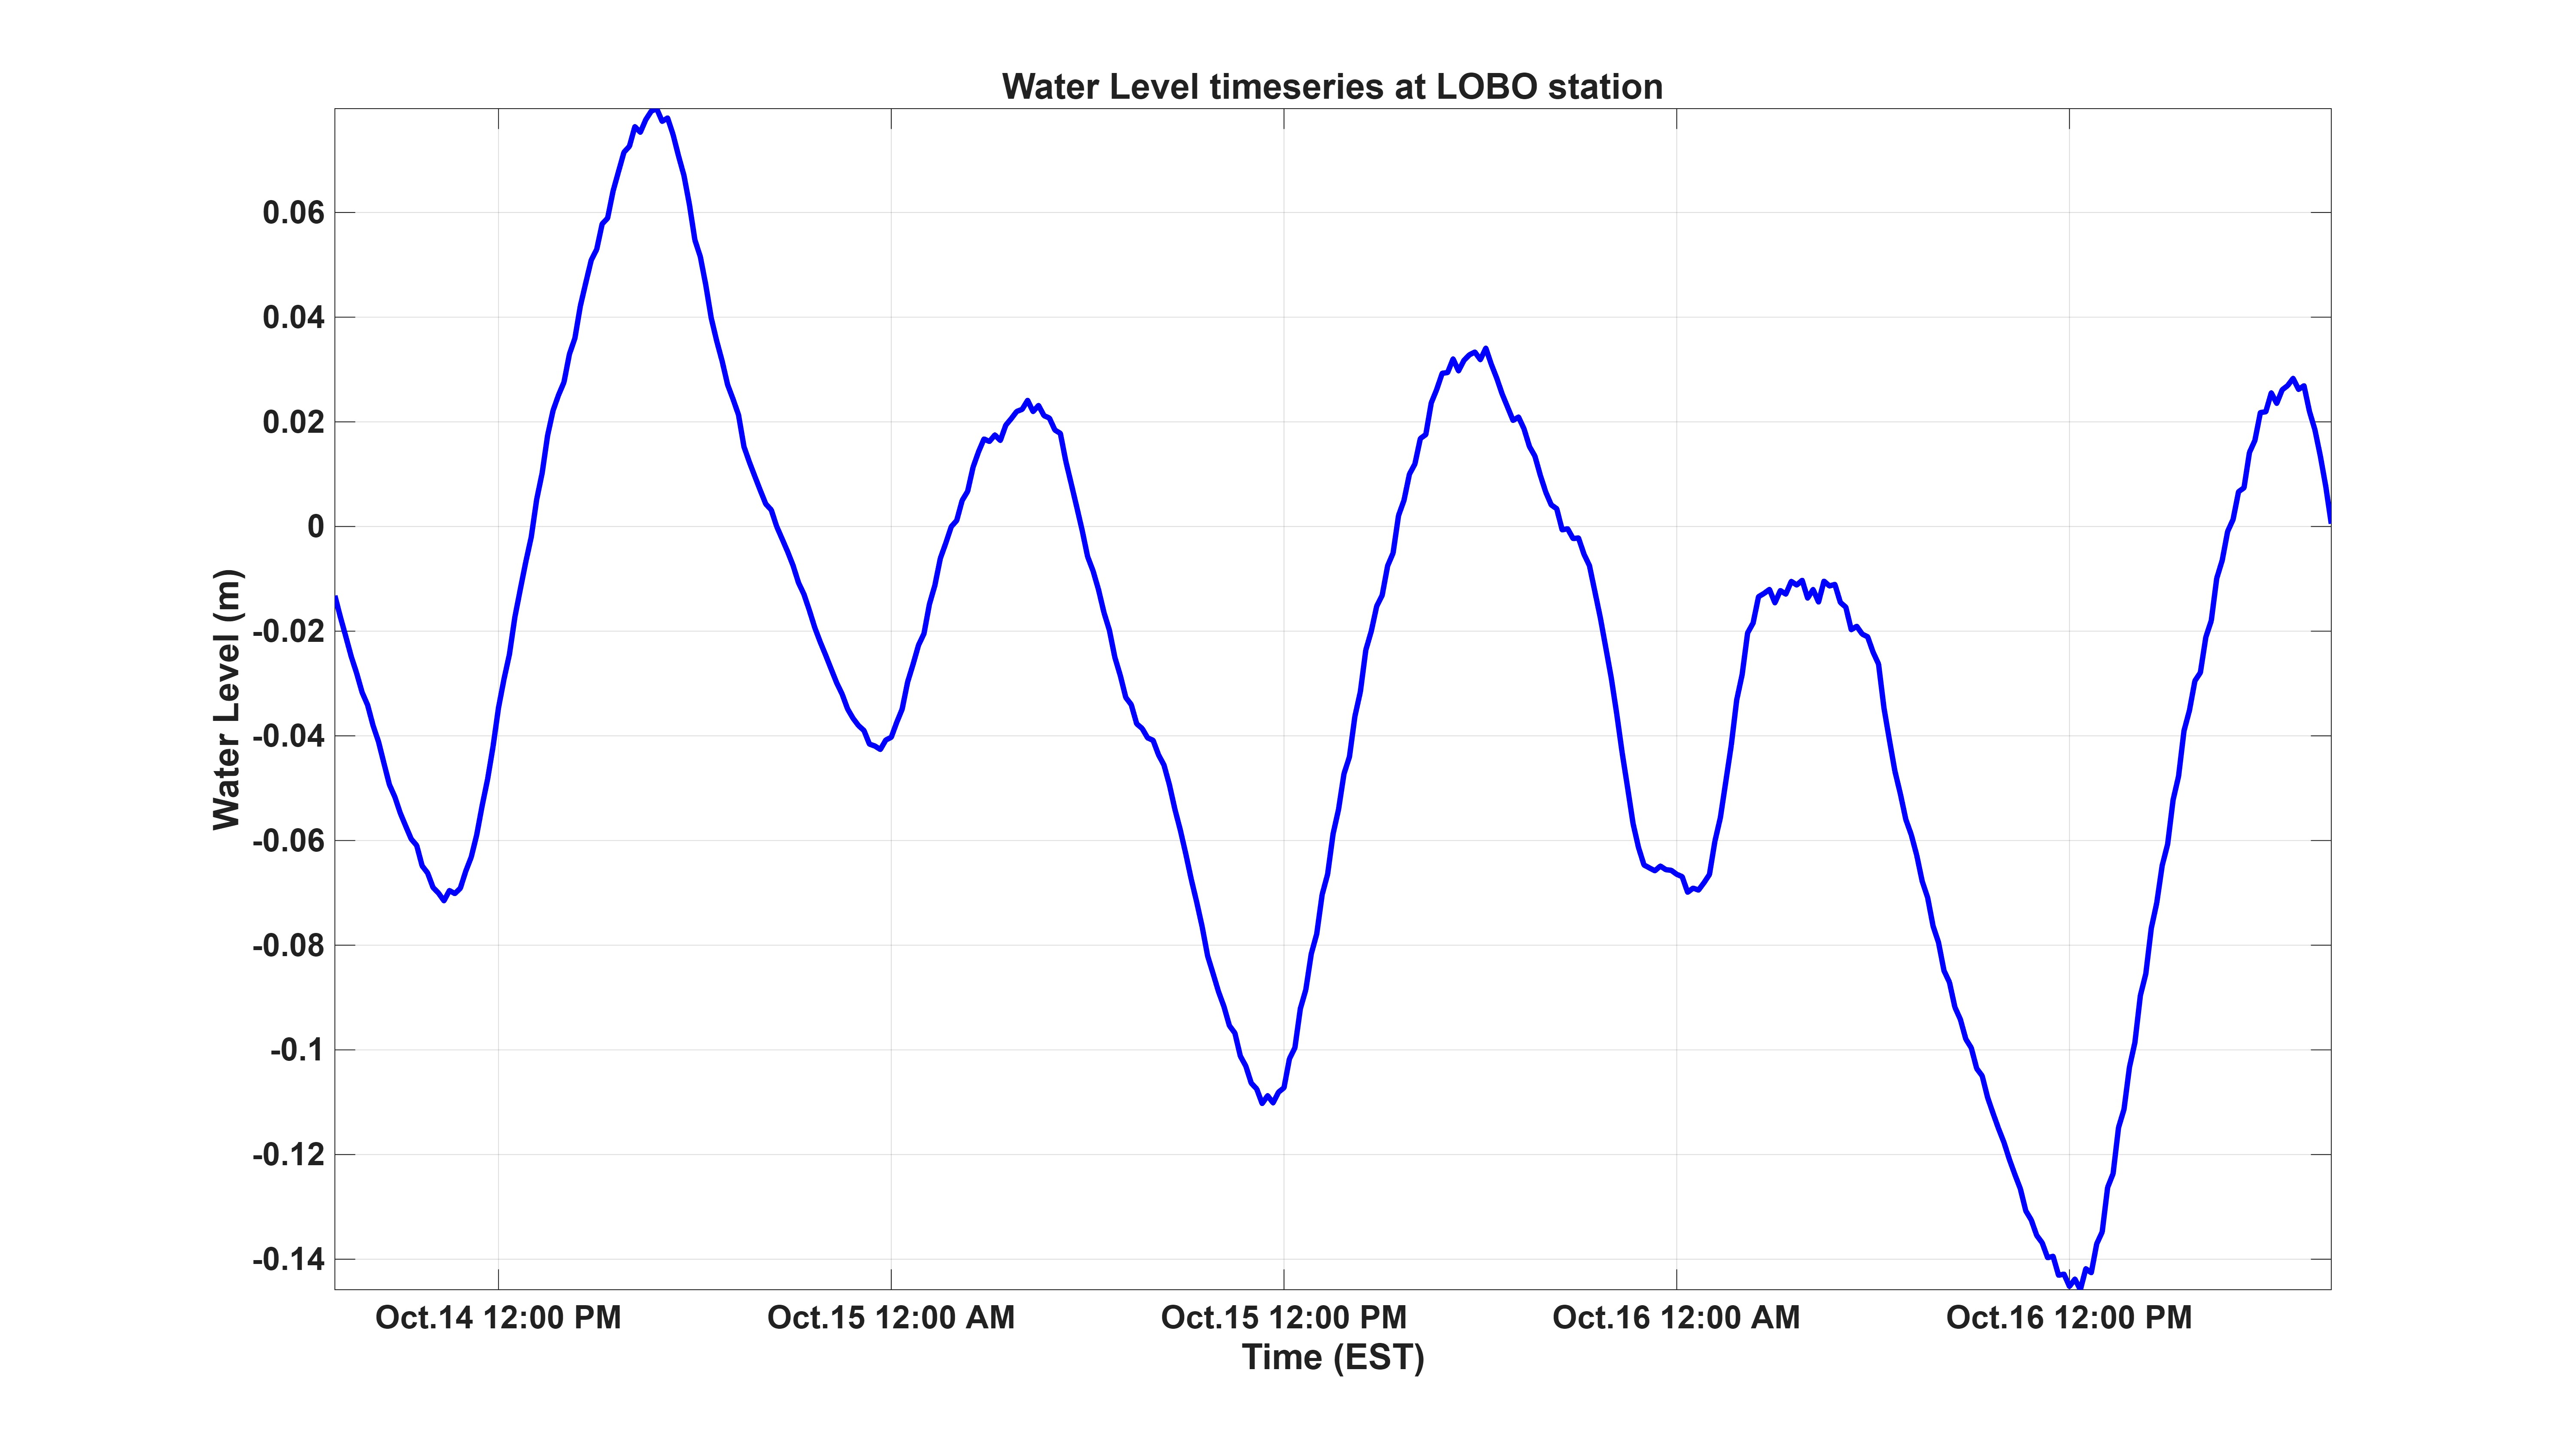 Water Level timeseries at LOBO station
0.06
0.04
0.02
0
-0.02
-0.04
-0.06
-0.08
-0.1
-0.12
-0.14
Water Level (m)
Oct.14 12:00 PM
Oct.15 12:00 AM
Oct.15 12:00 PM
Oct.16 12:00 AM
Oct.16 12:00 PM
Time (EST)